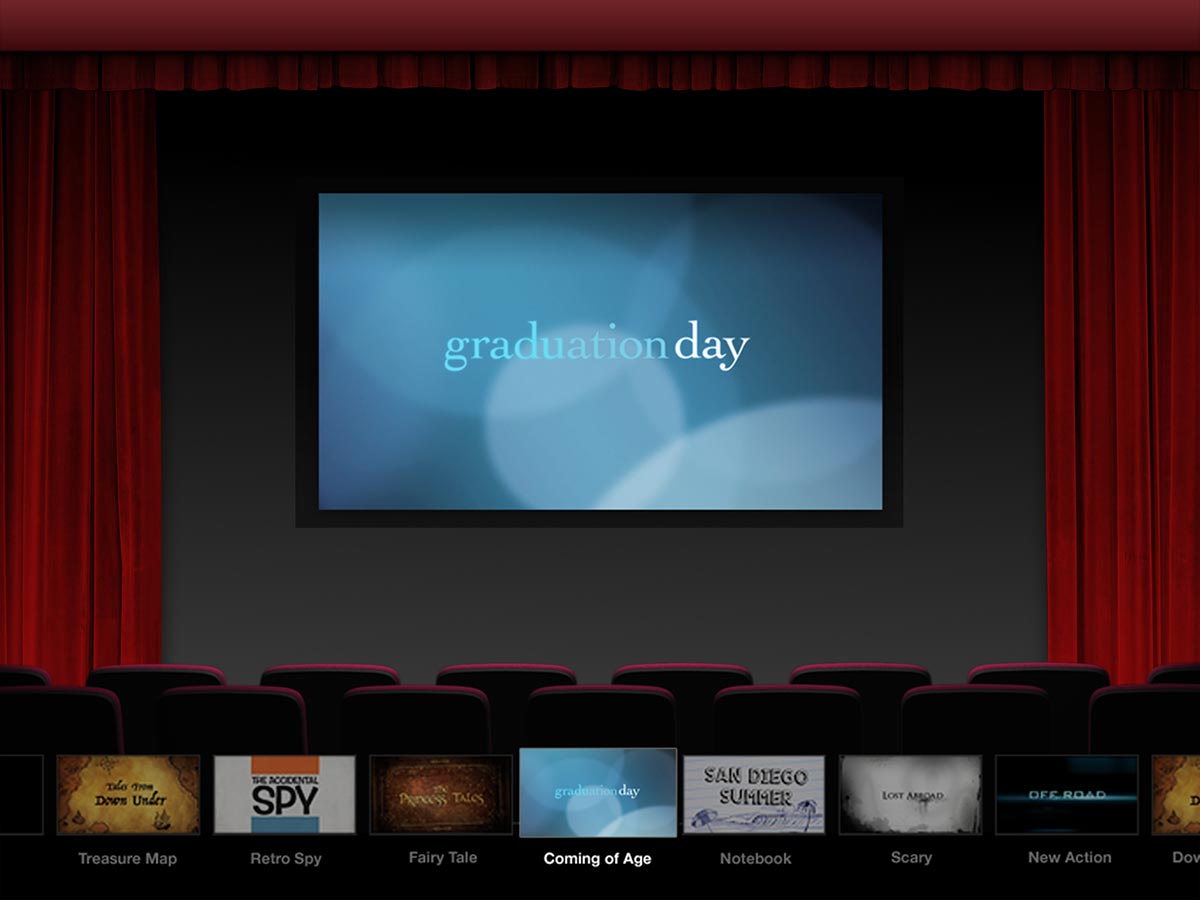 graduation day
Tales From
Down Under
THE ACCIDENTAL
SPY
THE
PRINCESS TALES
graduation day
SAN DIEGO
SUMMER
LOST ABROAD
OFF ROAD
Treasure Map
Retro Spy
Fairy Tale
Coming of Age
Notebook
Scary
New Action